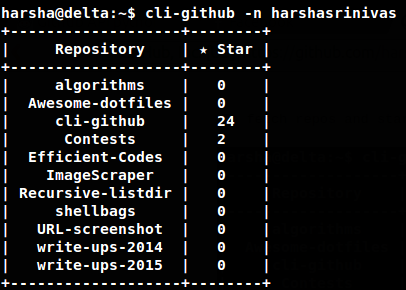 harsha@delta:~$ cli-github -n harshasrinivas
+-------------------+--------+
|     Repository    | ★ Star |
+-------------------+--------+
|     algorithms    |   0    |
|  Awesome-dotfiles |   0    |
|     cli-github    |   24   |
|      Contests     |   2    |
|  Efficient-Codes  |   0    |
|    ImageScraper   |   0    |
| Recursive-listdir |   0    |
|     shellbags     |   0    |
|   URL-screenshot  |   0    |
|   write-ups-2014  |   0    |
|   write-ups-2015  |   0    |
+-------------------+--------+